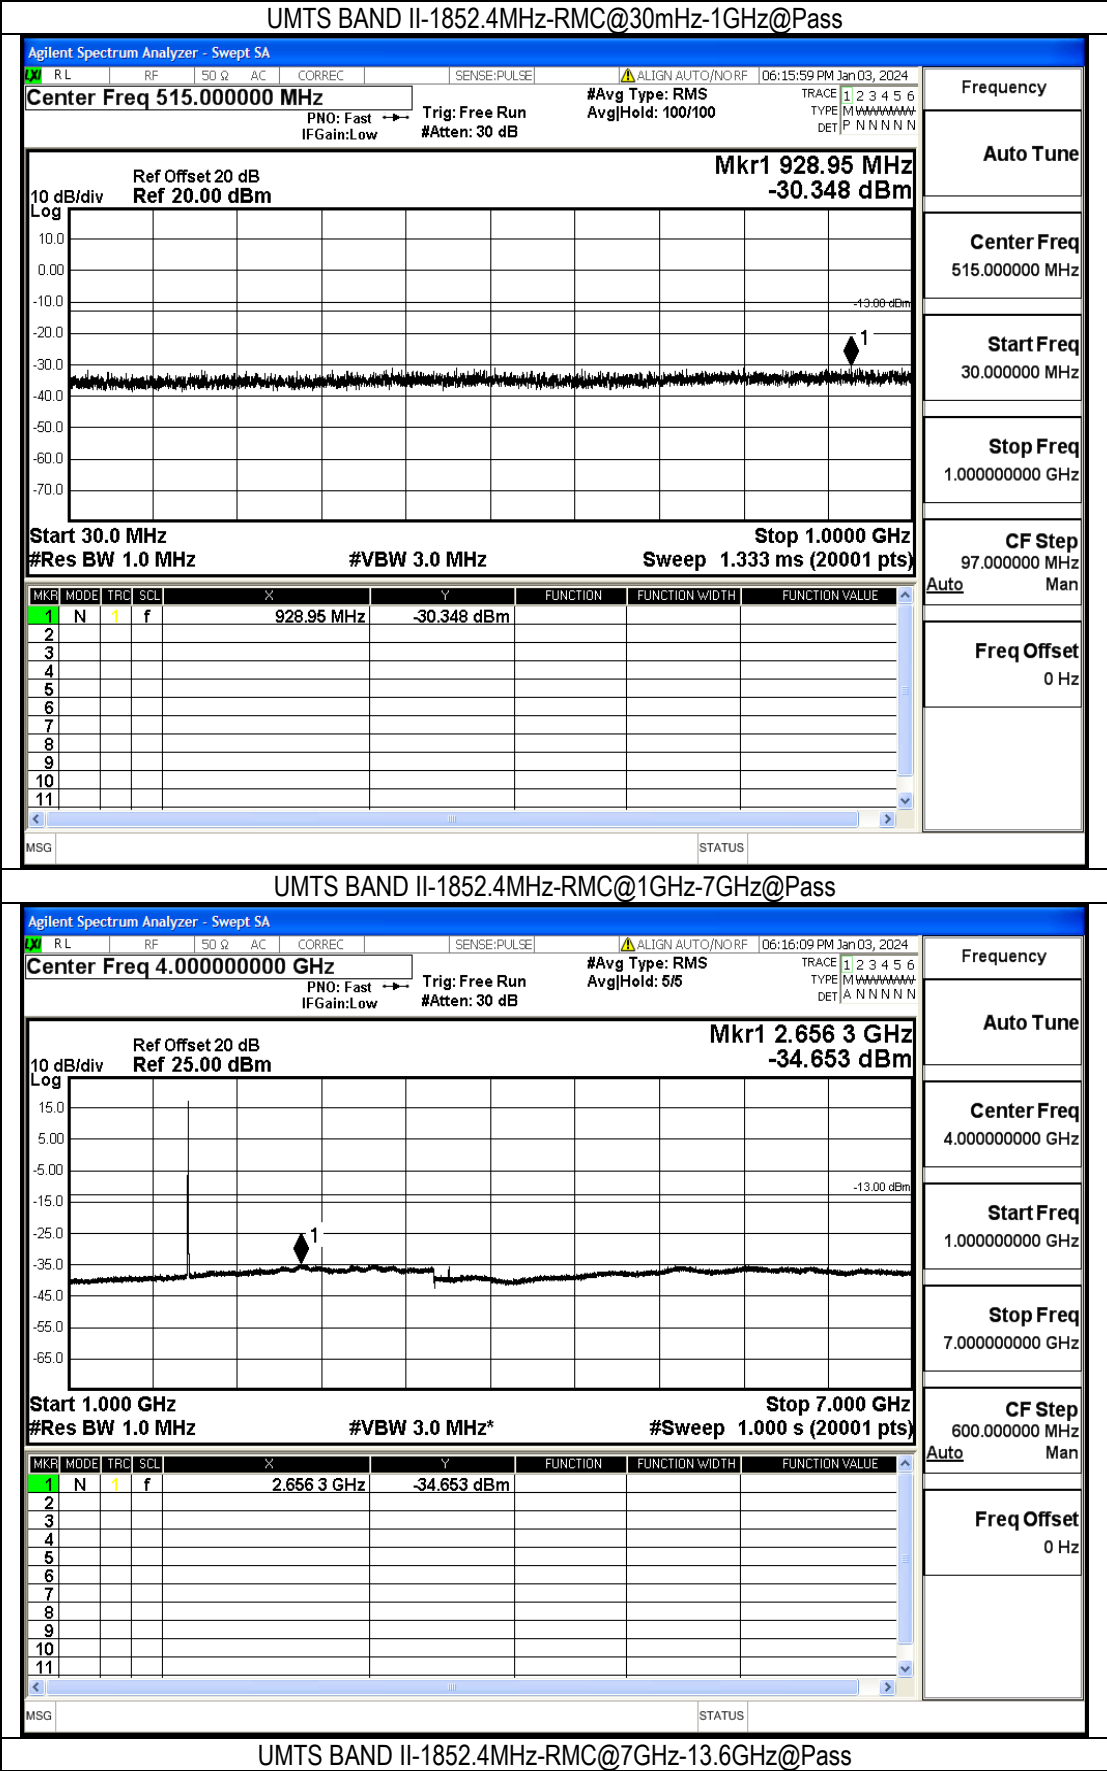 UMTS BAND II-1852.4MHz-RMC@30mHz-1GHz@Pass
Agilent Spectrum Analyzer - Swept SA
LXI RL RF 50 Ω AC CORREC SENSE:PULSE ALIGN AUTO/NO RF 06:15:59 PM Jan 03, 2024
Center Freq 515.000000 MHz
PNO: Fast
IFGain:Low
Trig: Free Run
#Atten: 30 dB
#Avg Type: RMS
Avg|Hold: 100/100
TRACE 1 2 3 4 5 6
TYPE M WWWWW
DET P N N N N N
Frequency
Auto Tune
Center Freq
515.000000 MHz
Start Freq
30.000000 MHz
Stop Freq
1.000000000 GHz
CF Step
97.000000 MHz
Auto Man
Freq Offset
0 Hz
Mkr1 928.95 MHz
-30.348 dBm
Ref Offset 20 dB
10 dB/div Ref 20.00 dBm
Log
10.0
0.00
-10.0
-13.00 dBm
-20.0
1
-30.0
-40.0
-50.0
-60.0
-70.0
Start 30.0 MHz Stop 1.0000 GHz
#Res BW 1.0 MHz #VBW 3.0 MHz Sweep 1.333 ms (20001 pts)
MKR MODE TRC SCL X Y FUNCTION FUNCTION WIDTH FUNCTION VALUE
1 N 1 f 928.95 MHz -30.348 dBm
2
3
4
5
6
7
8
9
10
11
MSG STATUS
UMTS BAND II-1852.4MHz-RMC@1GHz-7GHz@Pass
Agilent Spectrum Analyzer - Swept SA
LXI RL RF 50 Ω AC CORREC SENSE:PULSE ALIGN AUTO/NO RF 06:16:09 PM Jan 03, 2024
Center Freq 4.000000000 GHz
PNO: Fast
IFGain:Low
Trig: Free Run
#Atten: 30 dB
#Avg Type: RMS
Avg|Hold: 5/5
TRACE 1 2 3 4 5 6
TYPE M WWWWW
DET A N N N N N
Frequency
Auto Tune
Center Freq
4.000000000 GHz
Start Freq
1.000000000 GHz
Stop Freq
7.000000000 GHz
CF Step
600.000000 MHz
Auto Man
Freq Offset
0 Hz
Mkr1 2.656 3 GHz
-34.653 dBm
Ref Offset 20 dB
10 dB/div Ref 25.00 dBm
Log
15.0
5.00
-5.00
-13.00 dBm
-15.0
-25.0
1
-35.0
-45.0
-55.0
-65.0
Start 1.000 GHz Stop 7.000 GHz
#Res BW 1.0 MHz #VBW 3.0 MHz* #Sweep 1.000 s (20001 pts)
MKR MODE TRC SCL X Y FUNCTION FUNCTION WIDTH FUNCTION VALUE
1 N 1 f 2.656 3 GHz -34.653 dBm
2
3
4
5
6
7
8
9
10
11
MSG STATUS
UMTS BAND II-1852.4MHz-RMC@7GHz-13.6GHz@Pass